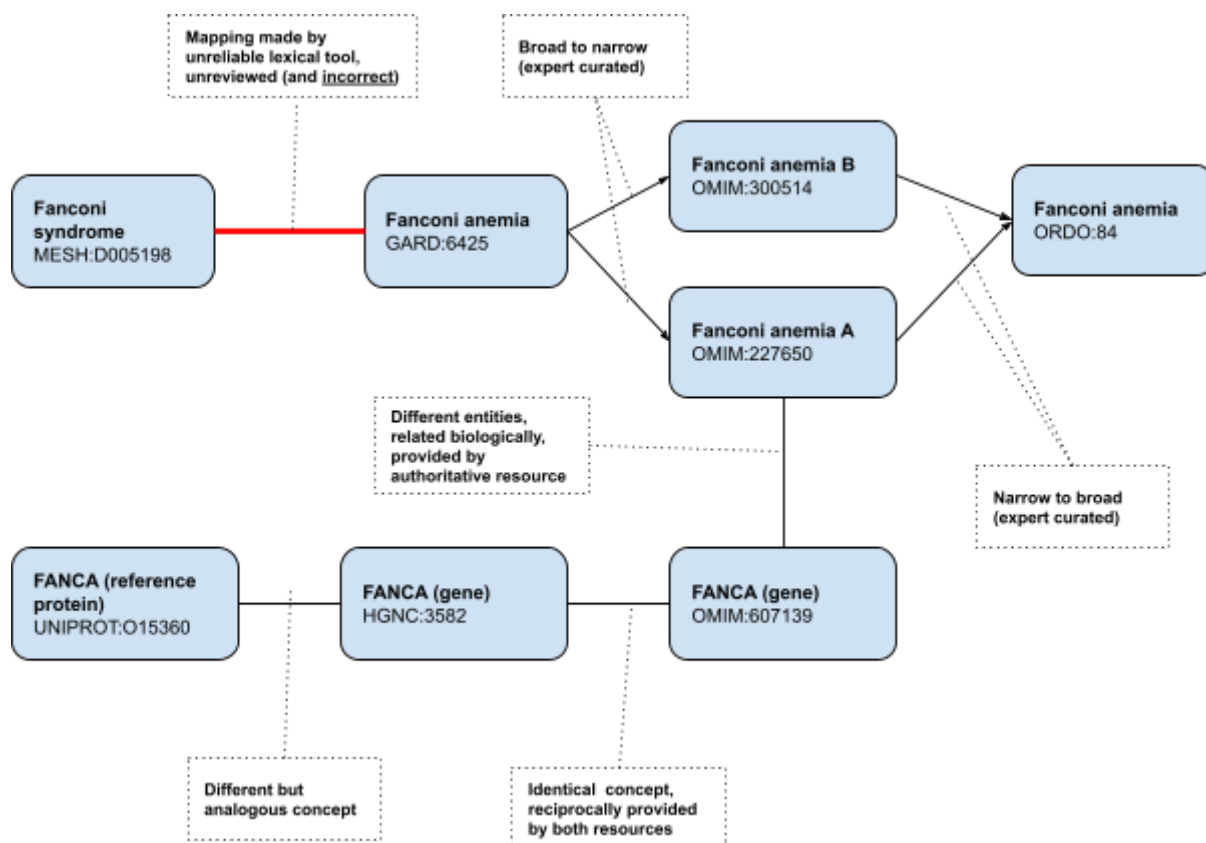 Mapping made by
unreliable lexical tool,
unreviewed (and incorrect)
Broad to narrow
(expert curated)
Fanconi
syndrome
MESH:D005198
Fanconi anemia
GARD:6425
Fanconi anemia B
OMIM:300514
Fanconi anemia
ORDO:84
Fanconi anemia A
OMIM:227650
Different entities,
related biologically,
provided by
authoritative resource
Narrow to broad
(expert curated)
FANCA (reference
protein)
UNIPROT:O15360
FANCA (gene)
HGNC:3582
FANCA (gene)
OMIM:607139
Different but
analogous concept
Identical concept,
reciprocally provided
by both resources